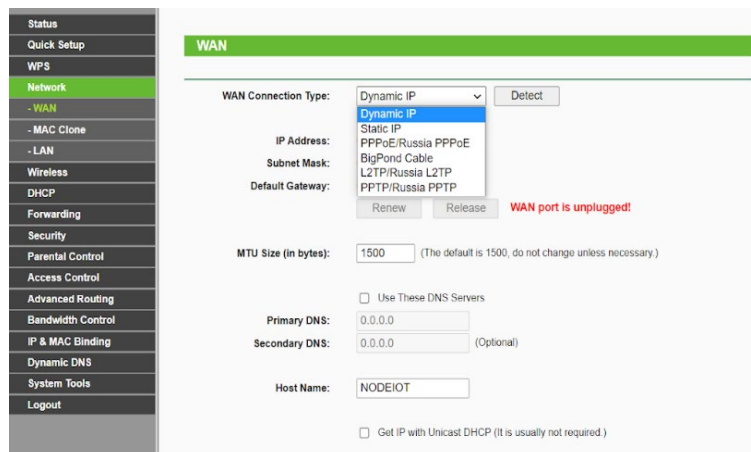 Status
Quick Setup
WPS
Network
- WAN
- MAC Clone
- LAN
Wireless
DHCP
Forwarding
Security
Parental Control
Access Control
Advanced Routing
Bandwidth Control
IP & MAC Binding
Dynamic DNS
System Tools
Logout
WAN
WAN Connection Type: Dynamic IP Detect
Dynamic IP
Static IP
PPPoE/Russia PPPoE
BigPond Cable
L2TP/Russia L2TP
PPTP/Russia PPTP
IP Address:
Subnet Mask:
Default Gateway:
Renew Release WAN port is unplugged!
MTU Size (in bytes): 1500 (The default is 1500, do not change unless necessary.)
Use These DNS Servers
Primary DNS: 0.0.0.0
Secondary DNS: 0.0.0.0 (Optional)
Host Name: NODEIOT
Get IP with Unicast DHCP (It is usually not required.)